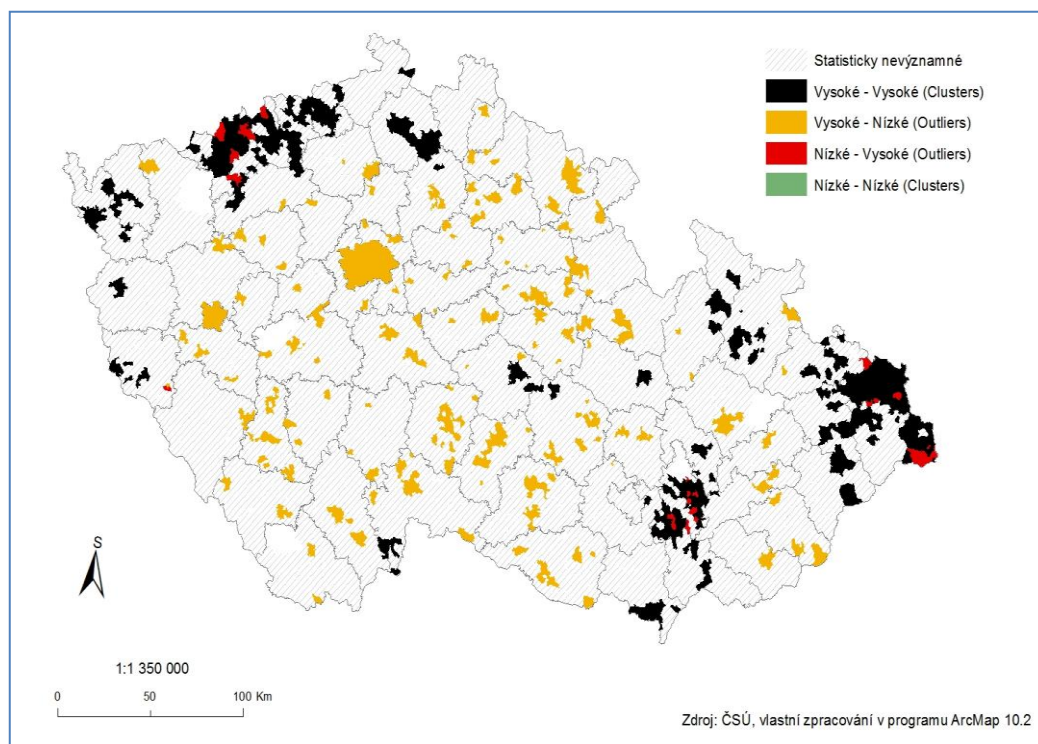 Statisticky nevýznamné
Vysoké - Vysoké (Clusters)
Vysoké - Nízké (Outliers)
Nízké - Vysoké (Outliers)
Nízké - Nízké (Clusters)
S
1:1 350 000
0 50 100 Km
Zdroj: ČSÚ, vlastní zpracování v programu ArcMap 10.2